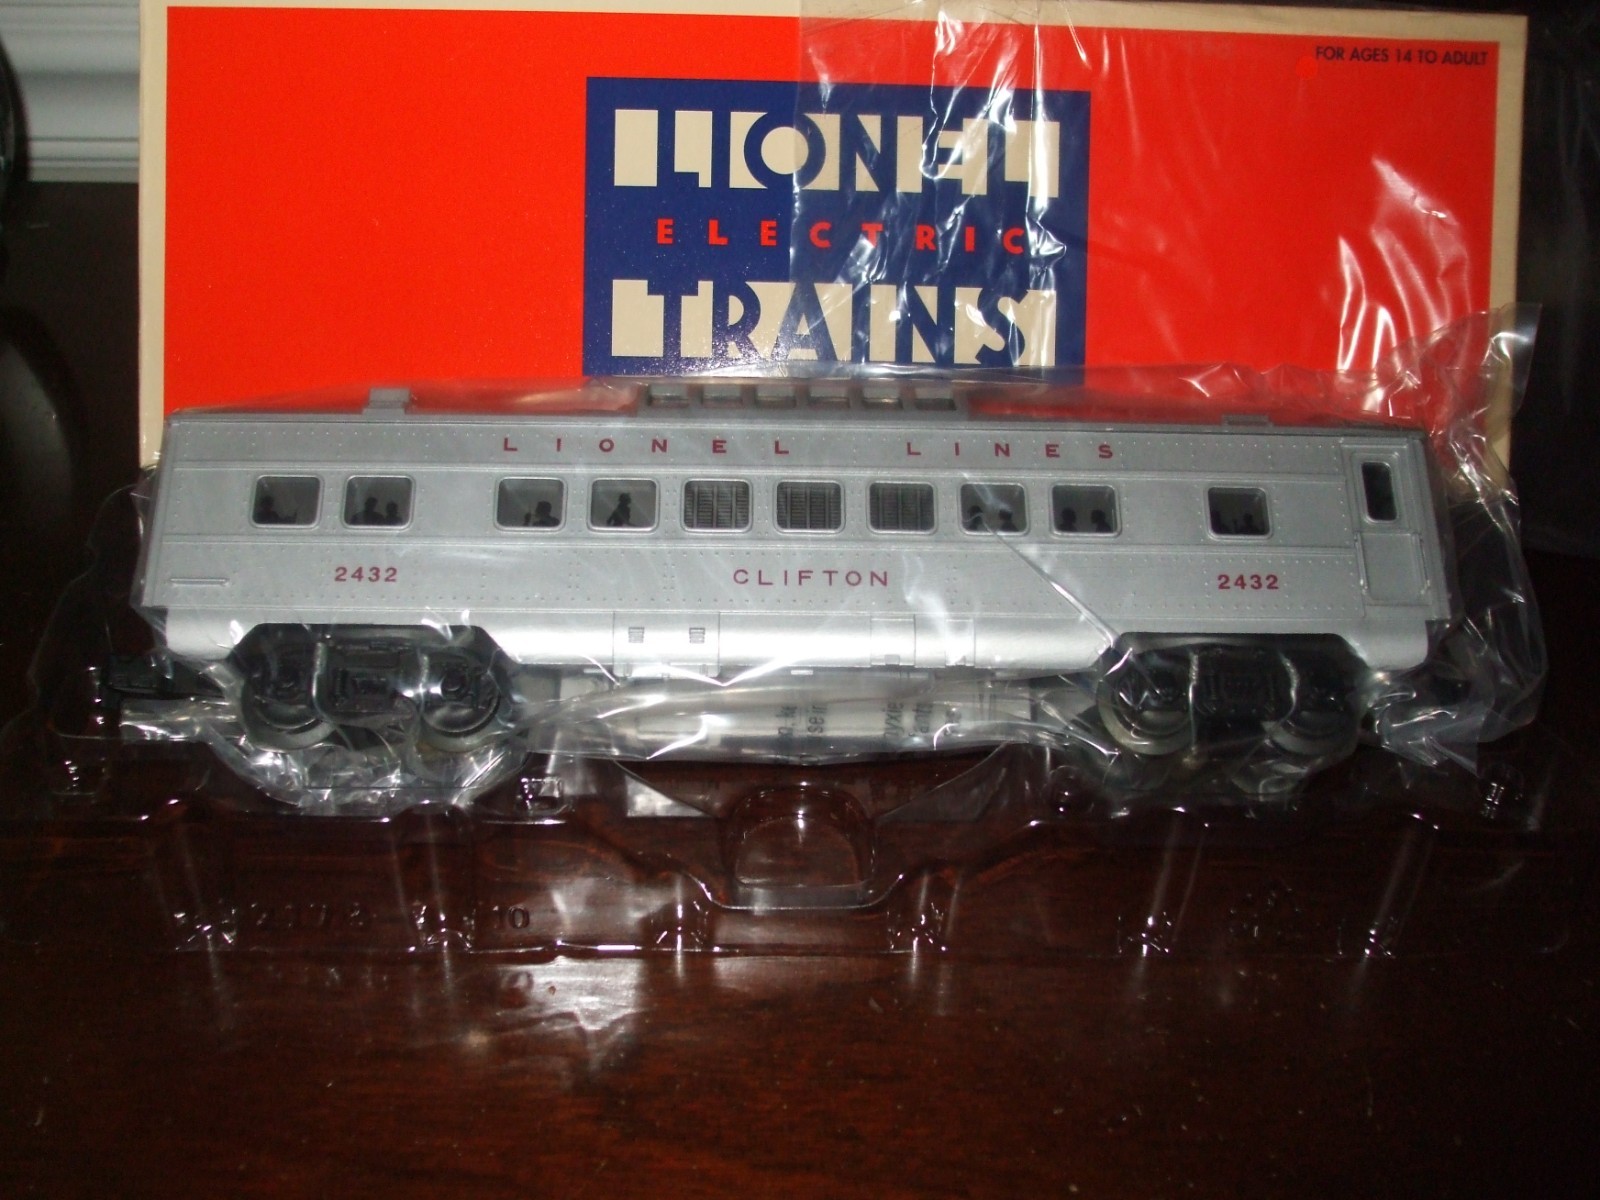 FOR AGES 14 TO ADULT
LIONEL
ELECTRIC
TRAINS
LIONEL LINES
2432 CLIFTON 2432